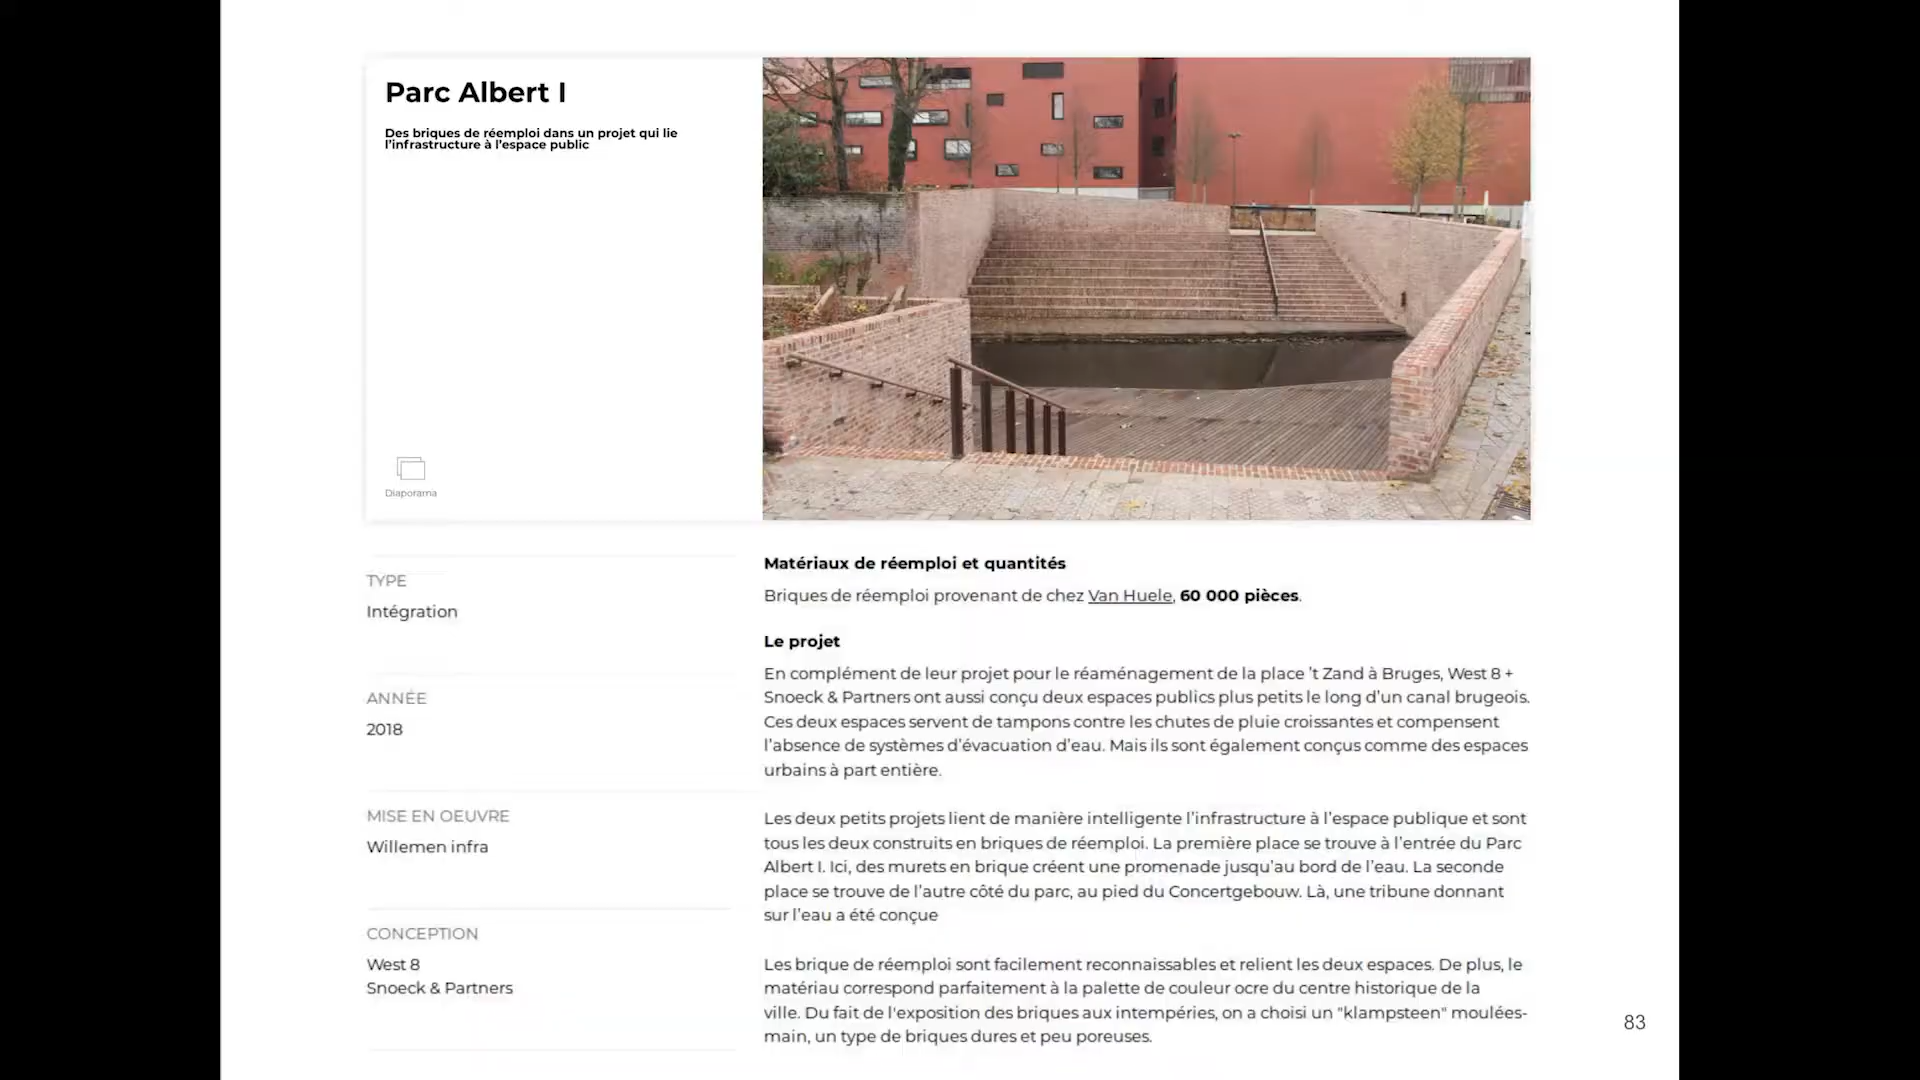 Parc Albert I
Des briques de réemploi dans un projet qui lie
l'infrastructure à l'espace public
Diaporama
TYPE
Intégration
ANNÉE
2018
MISE EN OEUVRE
Willemen infra
CONCEPTION
West 8
Snoeck & Partners
Matériaux de réemploi et quantités
Briques de réemploi provenant de chez Van Huele, 60 000 pièces.
Le projet
En complément de leur projet pour le réaménagement de la place 't Zand à Bruges, West 8 +
Snoeck & Partners ont aussi conçu deux espaces publics plus petits le long d'un canal brugeois.
Ces deux espaces servent de tampons contre les chutes de pluie croissantes et compensent
l'absence de systèmes d'évacuation d'eau. Mais ils sont également conçus comme des espaces
urbains à part entière.
Les deux petits projets lient de manière intelligente l'infrastructure à l'espace publique et sont
tous les deux construits en briques de réemploi. La première place se trouve à l'entrée du Parc
Albert I. Ici, des murets en brique créent une promenade jusqu'au bord de l'eau. La seconde
place se trouve de l'autre côté du parc, au pied du Concertgebouw. Là, une tribune donnant
sur l'eau a été conçue
Les brique de réemploi sont facilement reconnaissables et relient les deux espaces. De plus, le
matériau correspond parfaitement à la palette de couleur ocre du centre historique de la
ville. Du fait de l'exposition des briques aux intempéries, on a choisi un "klampsteen" moulées-
main, un type de briques dures et peu poreuses.
83